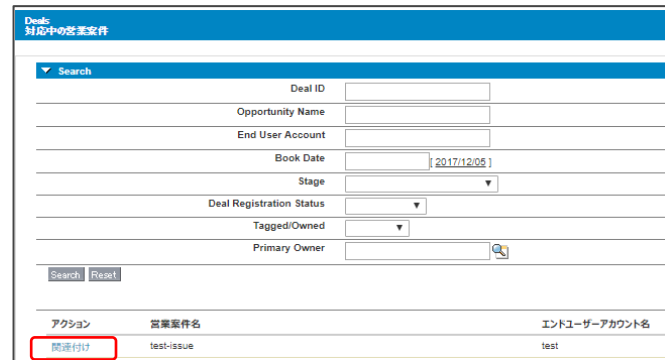 Deals
対応中の営業案件
Search
Deal ID
Opportunity Name
End User Account
Book Date [ 2017/12/05 ]
Stage
Deal Registration Status
Tagged/Owned
Primary Owner
Search Reset
アクション 営業案件名 エンドユーザーアカウント名
関連付け test-issue test